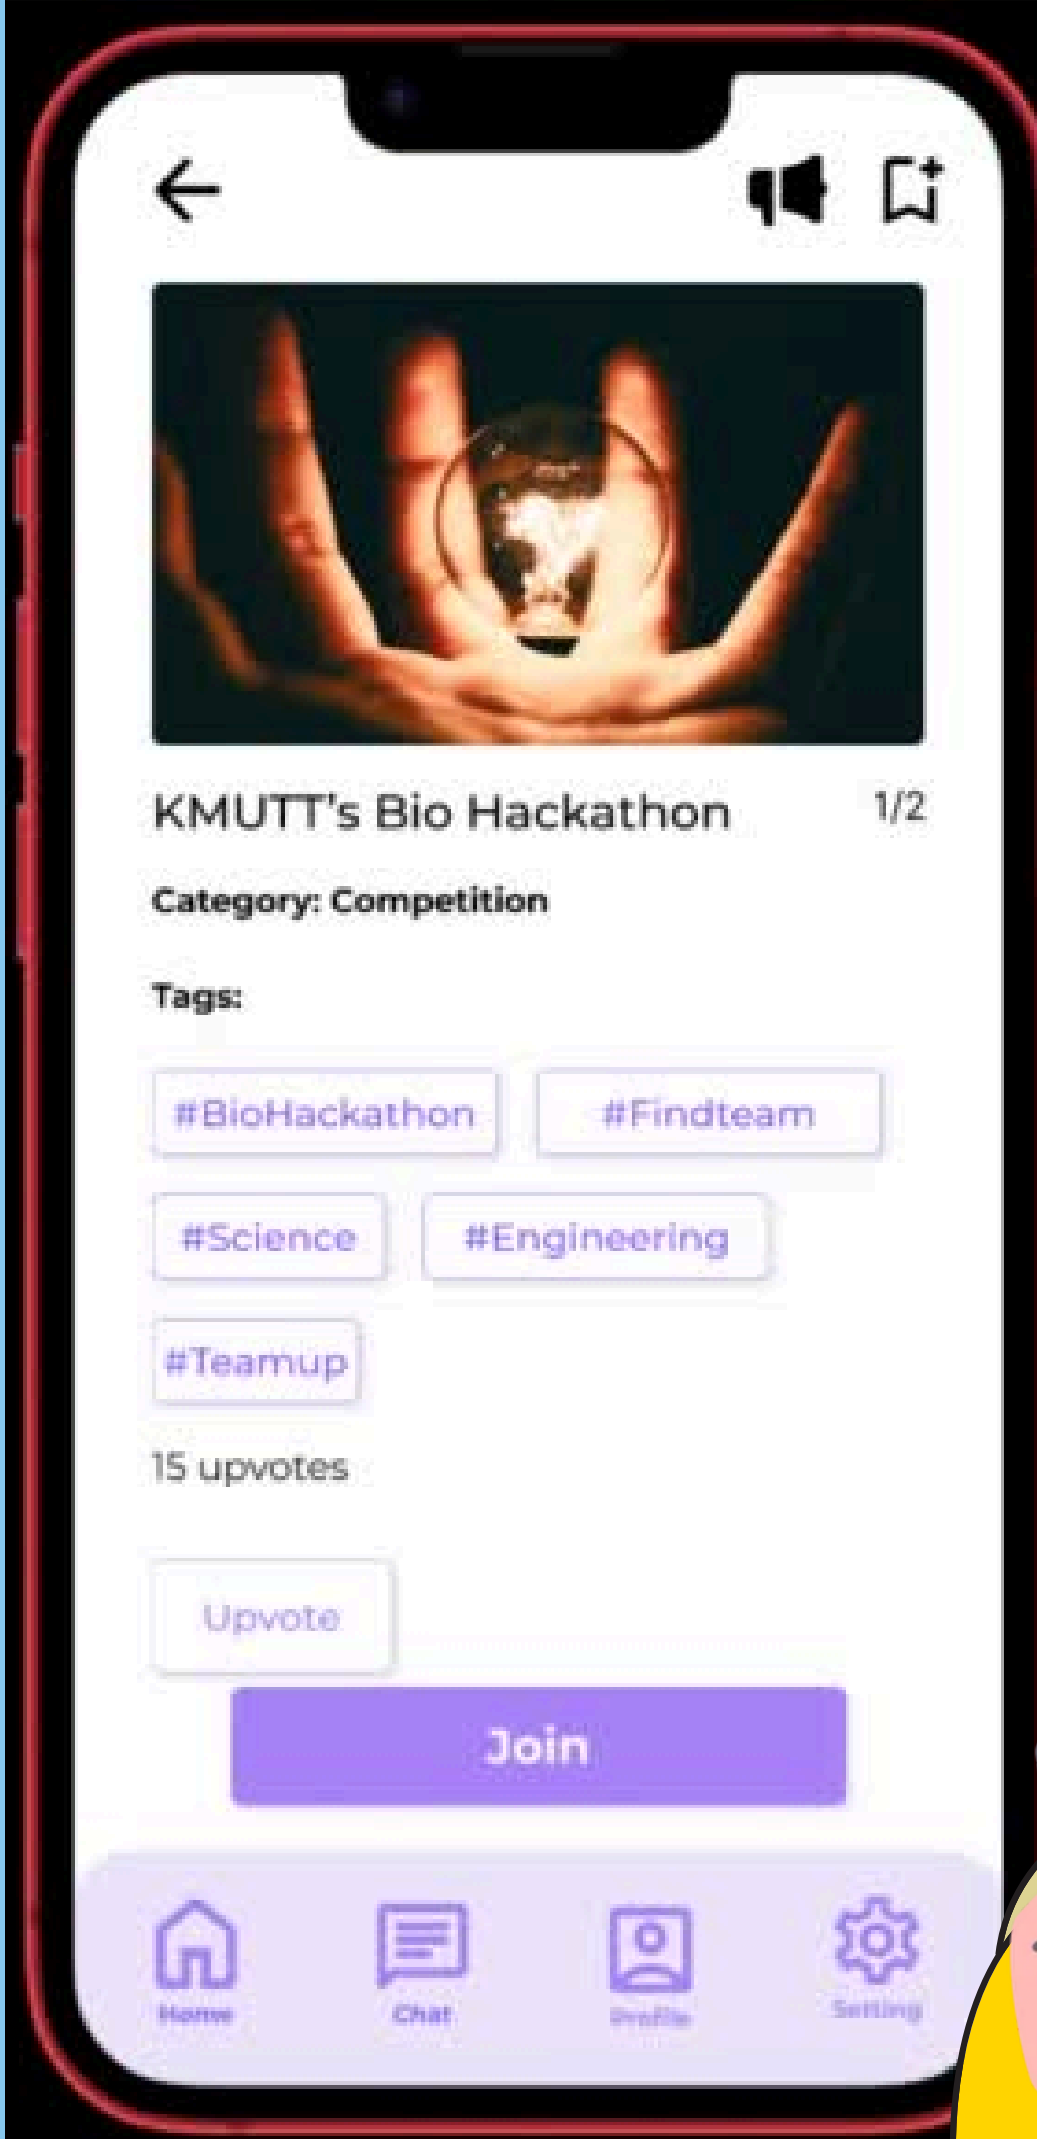 KMUTT's Bio Hackathon 1/2
Category: Competition
Tags:
#BioHackathon #Findteam
#Science #Engineering
#Teamup
15 upvotes
Upvote
Join
Home Chat Profile Setting